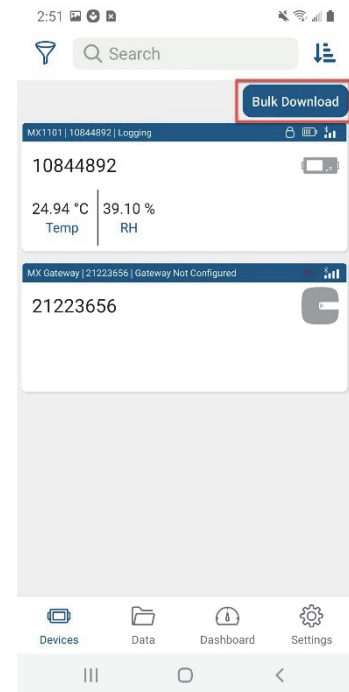 2:51
Search
Bulk Download
MX1101 | 10844892 | Logging
10844892
24.94 °C 39.10 %
Temp RH
MX Gateway | 21223656 | Gateway Not Configured
21223656
Devices Data Dashboard Settings